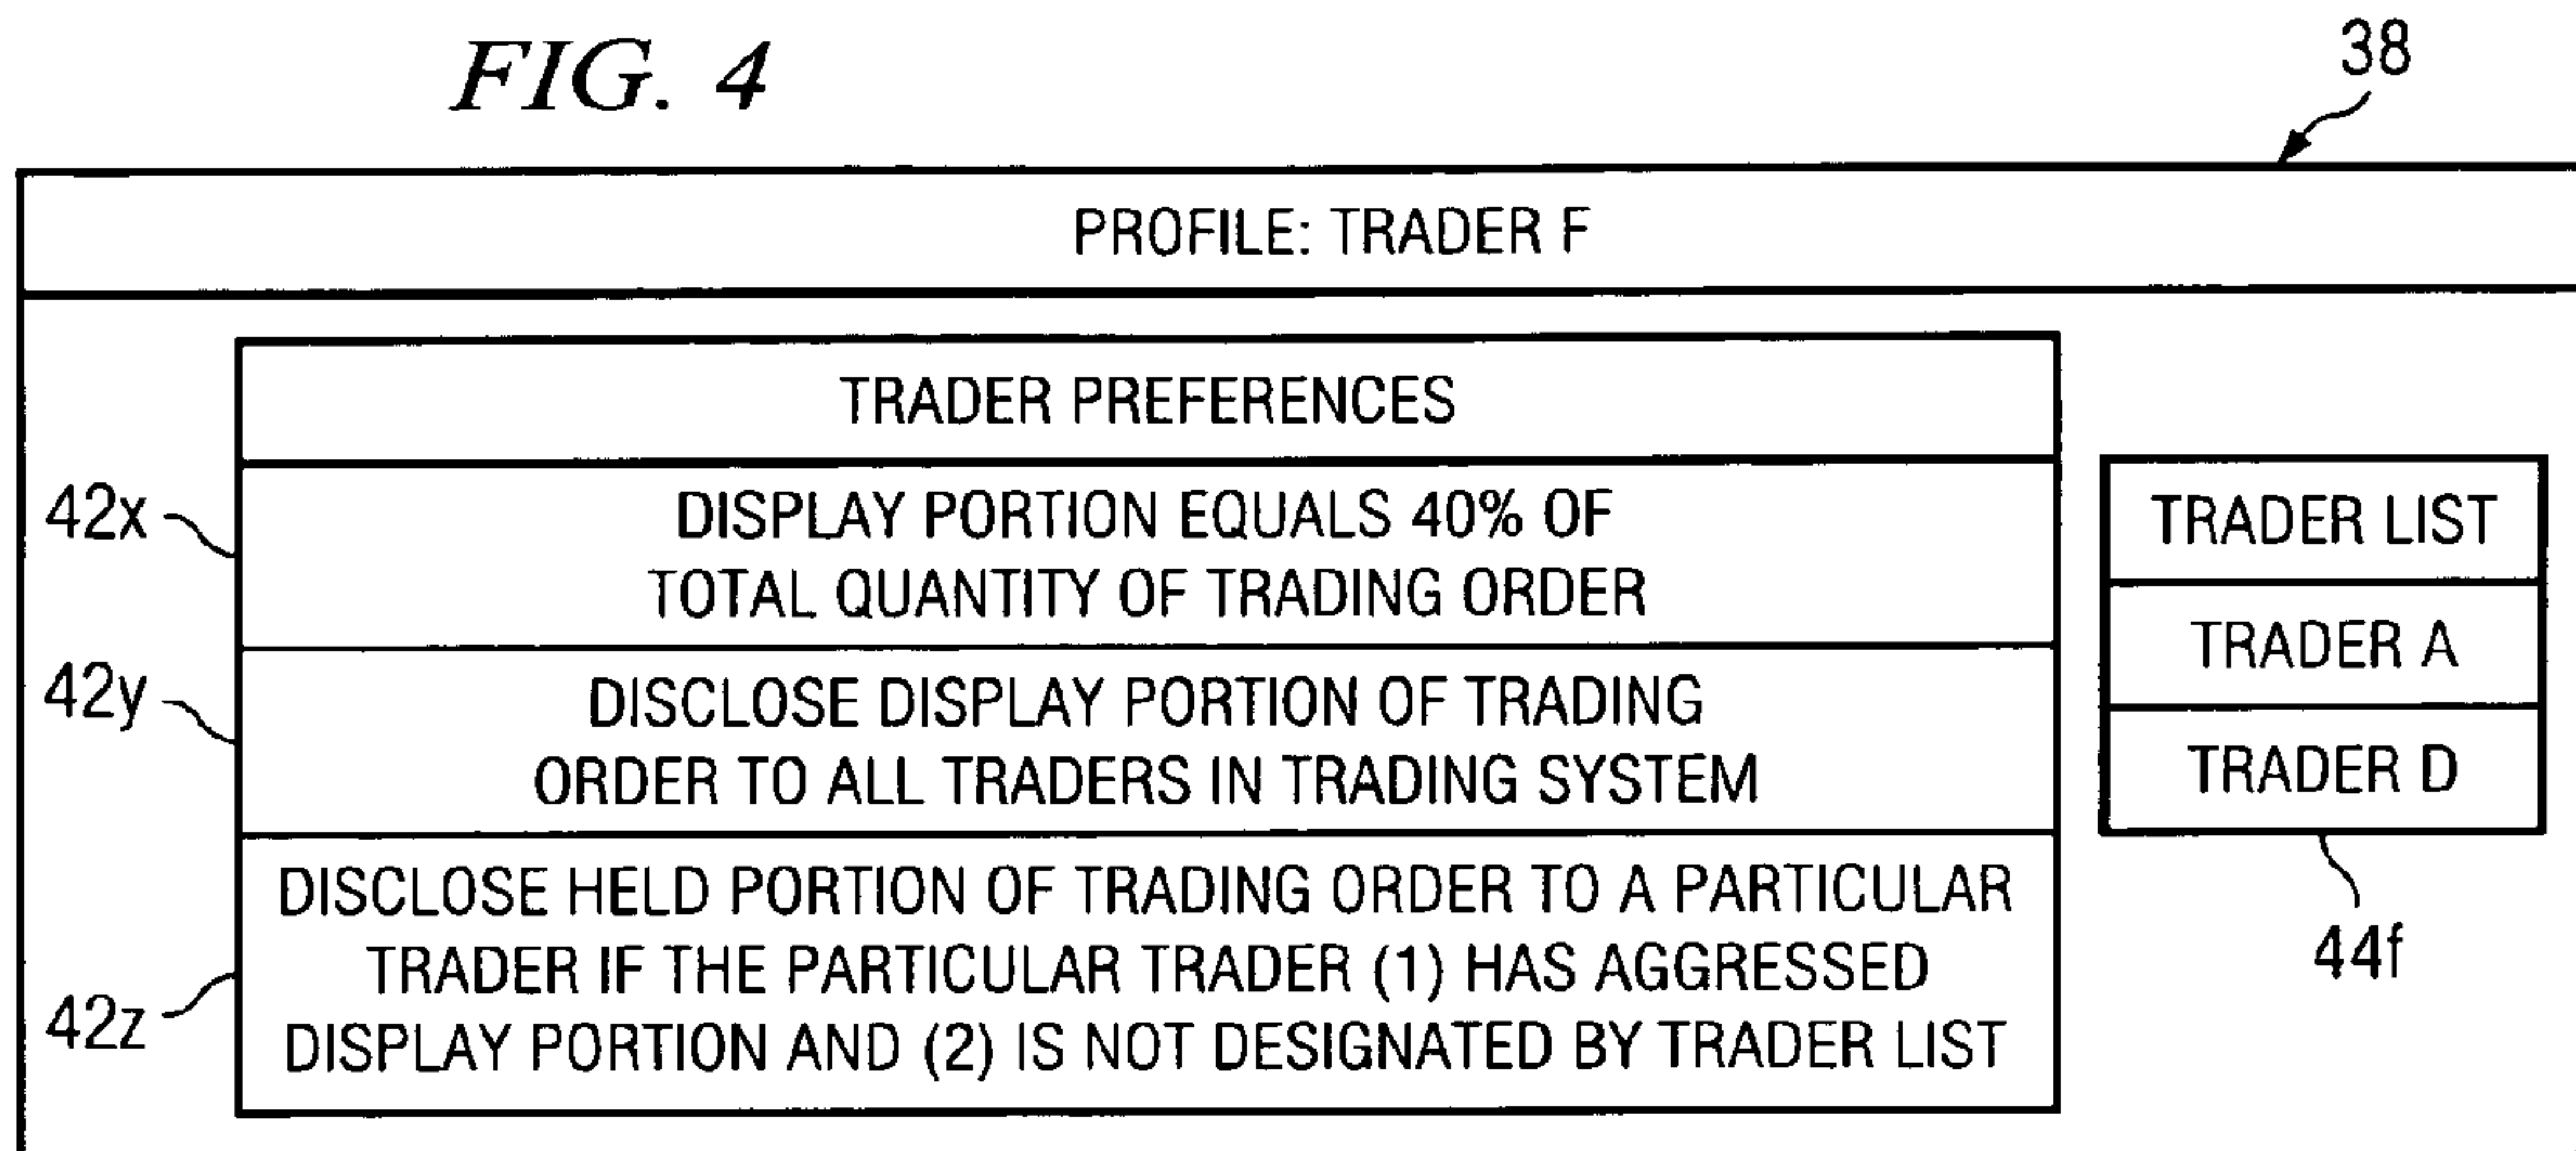 FIG. 4
38
PROFILE: TRADER F
TRADER PREFERENCES
42x
DISPLAY PORTION EQUALS 40% OF
TOTAL QUANTITY OF TRADING ORDER
42y
DISCLOSE DISPLAY PORTION OF TRADING
ORDER TO ALL TRADERS IN TRADING SYSTEM
42z
DISCLOSE HELD PORTION OF TRADING ORDER TO A PARTICULAR
TRADER IF THE PARTICULAR TRADER (1) HAS AGGRESSED
DISPLAY PORTION AND (2) IS NOT DESIGNATED BY TRADER LIST
TRADER LIST
TRADER A
TRADER D
44f